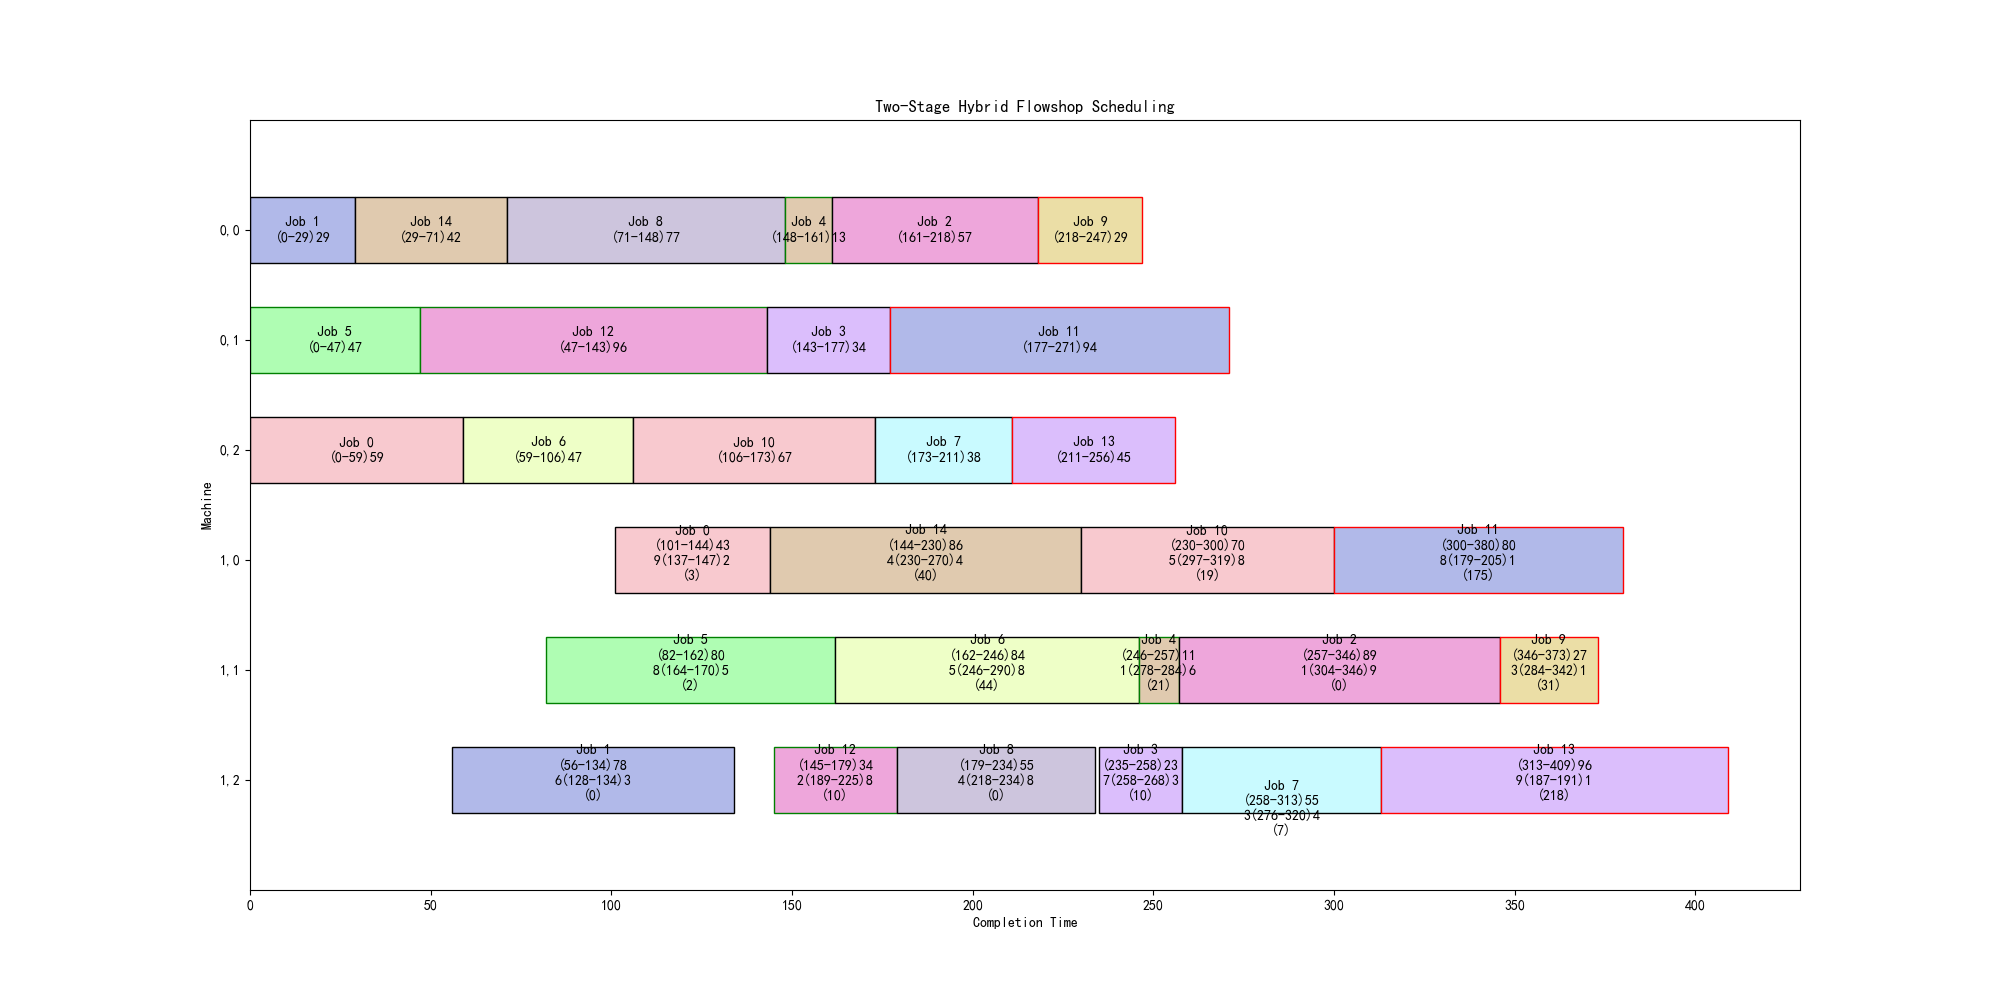 Two-Stage Hybrid Flowshop Scheduling
Machine
0,0
Job 1
(0-29)29
Job 14
(29-71)42
Job 8
(71-148)77
Job 4
(148-161)13
Job 2
(161-218)57
Job 9
(218-247)29
0,1
Job 5
(0-47)47
Job 12
(47-143)96
Job 3
(143-177)34
Job 11
(177-271)94
0,2
Job 0
(0-59)59
Job 6
(59-106)47
Job 10
(106-173)67
Job 7
(173-211)38
Job 13
(211-256)45
1,0
Job 0
(101-144)43
9(137-147)2
(3)
Job 14
(144-230)86
4(230-270)4
(40)
Job 10
(230-300)70
5(297-319)8
(19)
Job 11
(300-380)80
8(179-205)1
(175)
1,1
Job 5
(82-162)80
8(164-170)5
(2)
Job 6
(162-246)84
5(246-290)8
(44)
Job 4
(246-257)11
1(278-284)6
(21)
Job 2
(257-346)89
1(304-346)9
(0)
Job 9
(346-373)27
3(284-342)1
(31)
1,2
Job 1
(56-134)78
6(128-134)3
(0)
Job 12
(145-179)34
2(189-225)8
(10)
Job 8
(179-234)55
4(218-234)8
(0)
Job 3
(235-258)23
7(258-268)3
(10)
Job 7
(258-313)55
3(276-320)4
(7)
Job 13
(313-409)96
9(187-191)1
(218)
0
50
100
150
200
250
300
350
400
Completion Time